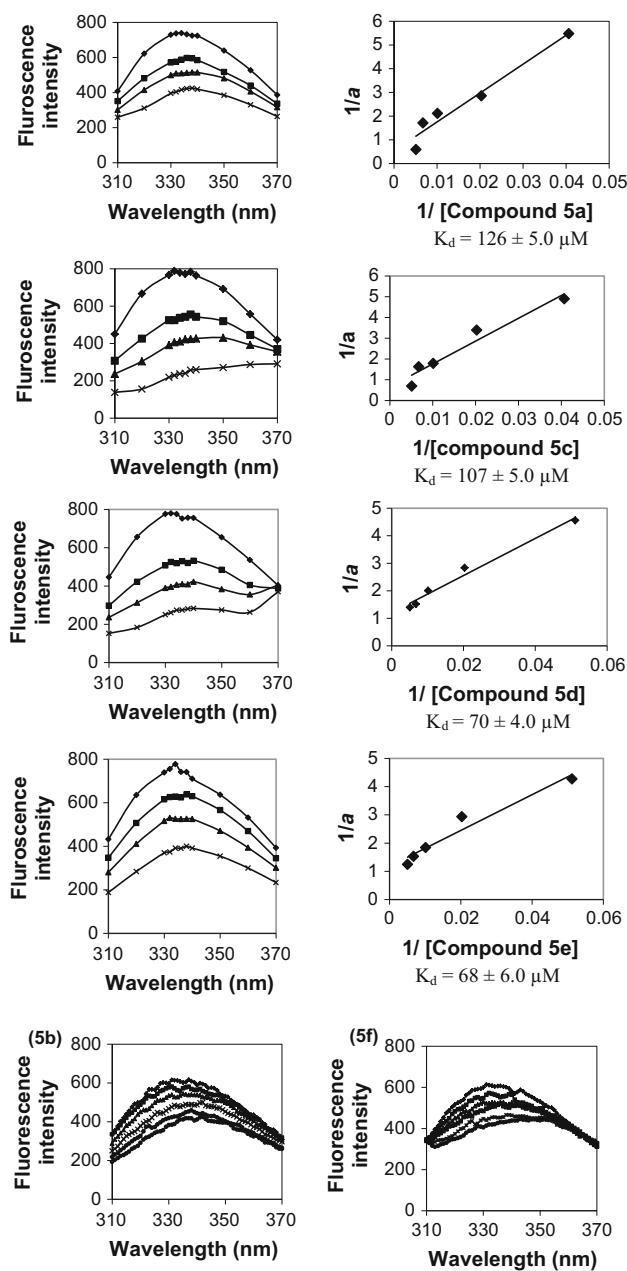 800
600
400
200
0
310 330 350 370
Fluroscence
intensity
Wavelength (nm)
6
5
4
3
2
1
0
0 0.01 0.02 0.03 0.04 0.05
1/a
1/ [Compound 5a]
Kd = 126 ± 5.0 µM
800
600
400
200
0
310 330 350 370
Fluroscence
intensity
Wavelength (nm)
6
5
4
3
2
1
0
0 0.01 0.02 0.03 0.04 0.05
1/a
1/[compound 5c]
Kd = 107 ± 5.0 µM
800
600
400
200
0
310 330 350 370
Fluroscence
intensity
Wavelength (nm)
5
4
3
2
1
0
0 0.02 0.04 0.06
1/a
1/ [Compound 5d]
Kd = 70 ± 4.0 µM
800
600
400
200
0
310 330 350 370
Fluroscence
intensity
Wavelength (nm)
5
4
3
2
1
0
0 0.02 0.04 0.06
1/a
1/ [Compound 5e]
Kd = 68 ± 6.0 µM
(5b)
800
600
400
200
0
310 330 350 370
Fluorescence
intensity
Wavelength (nm)
(5f)
800
600
400
200
0
310 330 350 370
Fluorescence
intensity
Wavelength (nm)